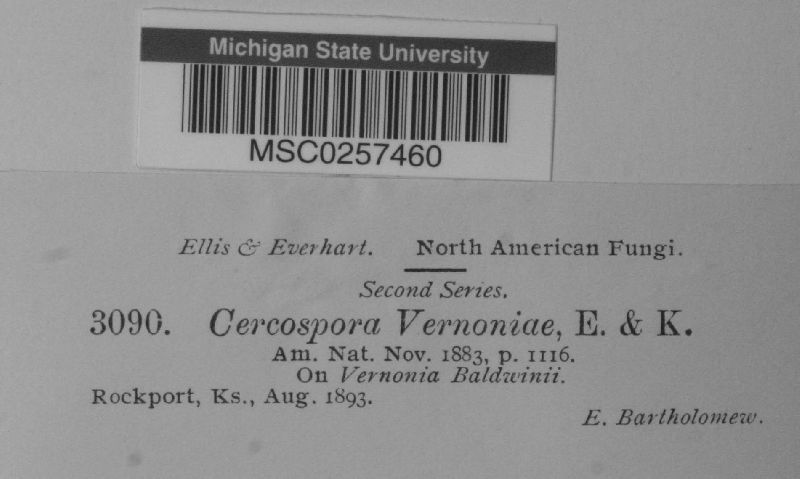 Michigan State University
MSC0257460
Ellis & Everhart. North American Fungi.
Second Series.
3090. Cercospora Vernoniae, E. & K.
Am. Nat. Nov. 1883, p. 1116.
On Vernonia Baldwinii.
Rockport, Ks., Aug. 1893.
E. Bartholomew.